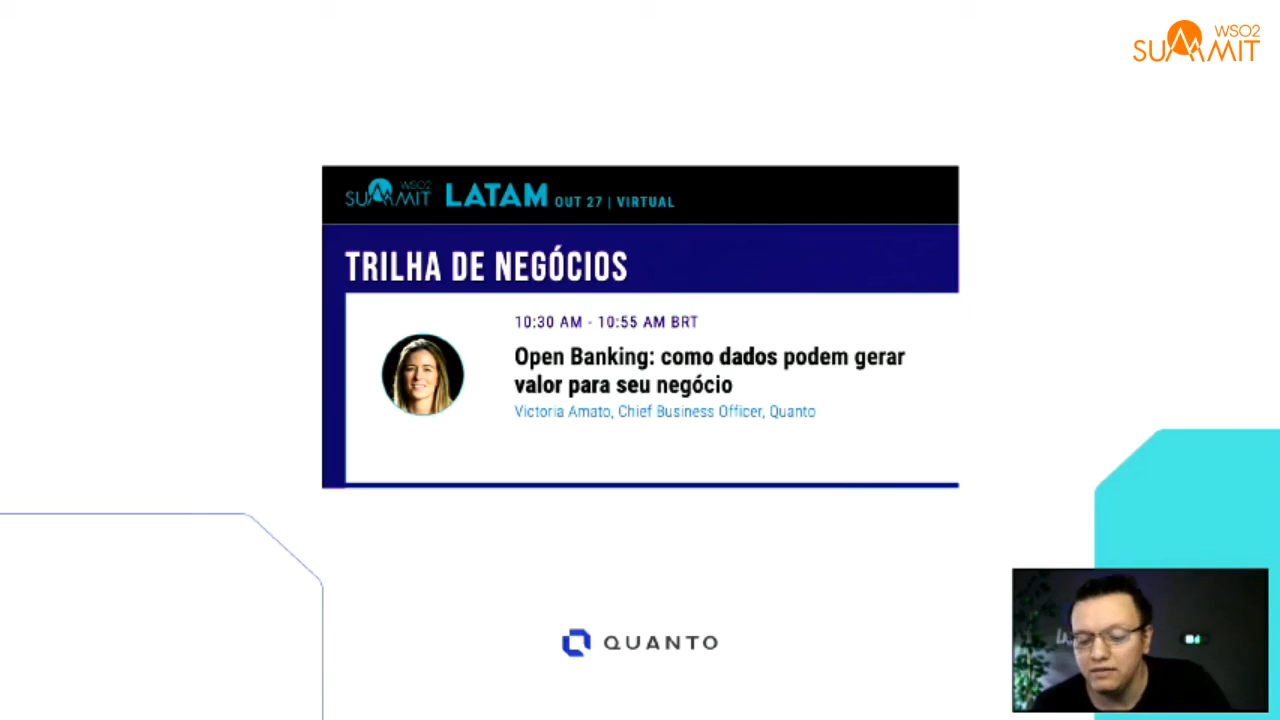 WSO2
SUMMIT
WSO2
SUMMIT
LATAM OUT 27 | VIRTUAL
TRILHA DE NEGÓCIOS
10:30 AM - 10:55 AM BRT
Open Banking: como dados podem gerar
valor para seu negócio
Victoria Amato, Chief Business Officer, Quanto
QUANTO